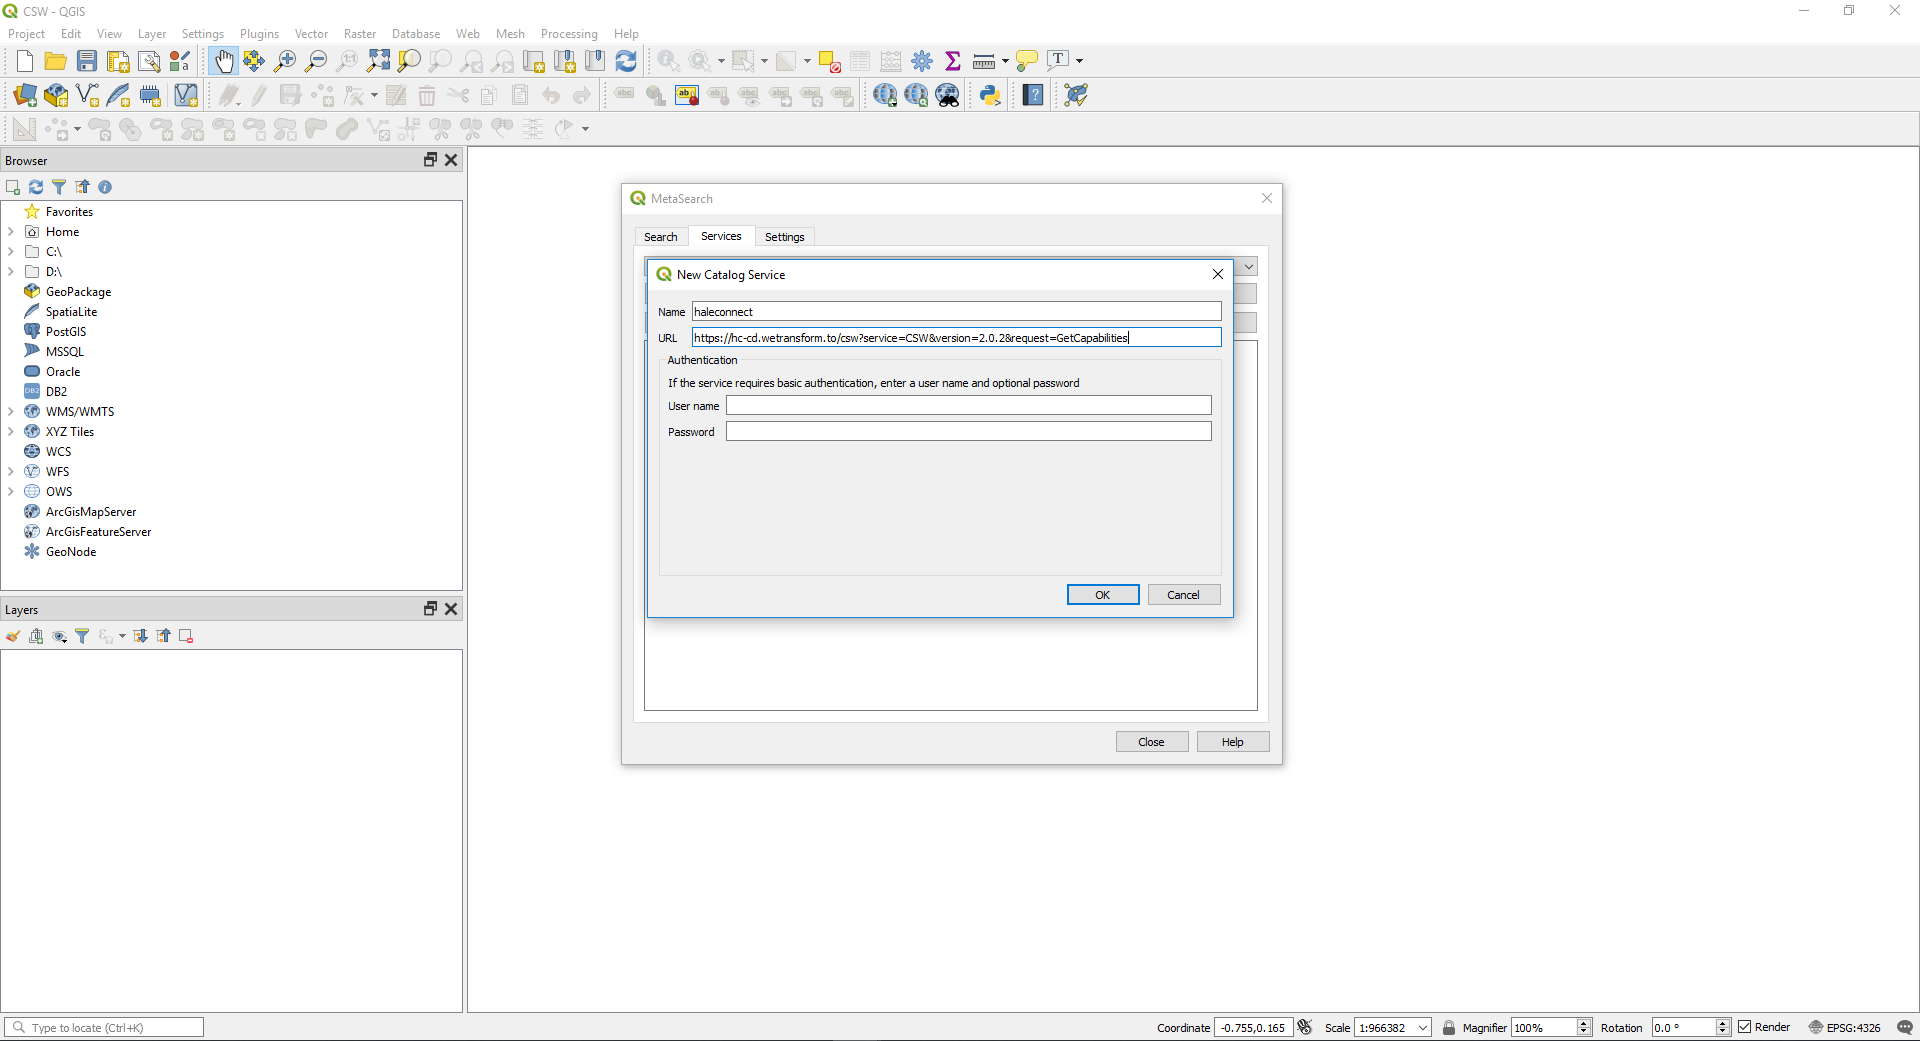 CSW - QGIS
Project Edit View Layer Settings Plugins Vector Raster Database Web Mesh Processing Help
Browser
Favorites
Home
C:\
D:\
GeoPackage
SpatiaLite
PostGIS
MSSQL
Oracle
DB2
WMS/WMTS
XYZ Tiles
WCS
WFS
OWS
ArcGisMapServer
ArcGisFeatureServer
GeoNode
Layers
MetaSearch
Search Services Settings
New Catalog Service
Name haleconnect
URL https://hc-cd.wetransform.to/csw?service=CSW&version=2.0.2&request=GetCapabilities
Authentication
If the service requires basic authentication, enter a user name and optional password
User name
Password
OK Cancel
Close Help
Type to locate (Ctrl+K)
Coordinate -0.755,0.165 Scale 1:966382 Magnifier 100% Rotation 0.0 ° Render EPSG:4326